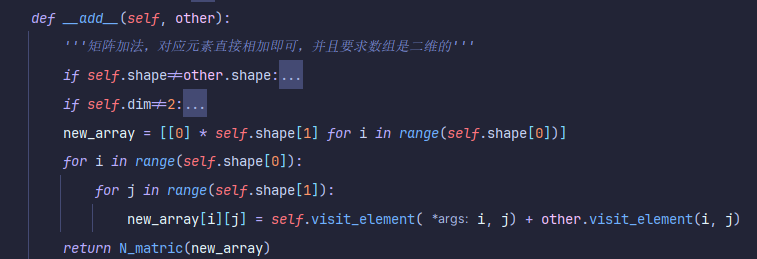 def __add__(self, other):
'''矩阵加法，对应元素直接相加即可，并且要求数组是二维的'''
if self.shape≠other.shape:...
if self.dim≠2:...
new_array = [[0] * self.shape[1] for i in range(self.shape[0])]
for i in range(self.shape[0]):
for j in range(self.shape[1]):
new_array[i][j] = self.visit_element( *args: i, j) + other.visit_element(i, j)
return N_matric(new_array)